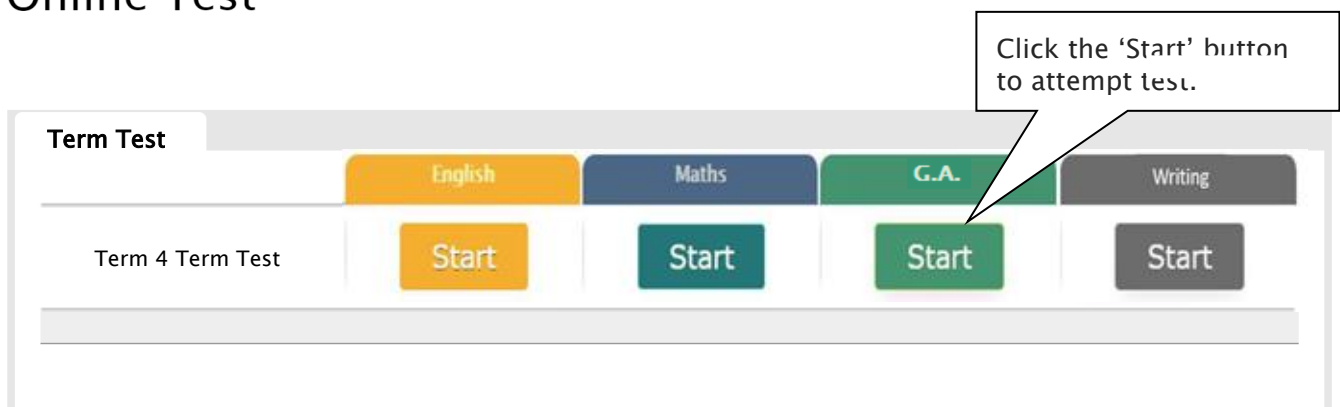 Online Test
Click the ‘Start’ button
to attempt test.
Term Test
English Maths G.A. Writing
Term 4 Term Test Start Start Start Start